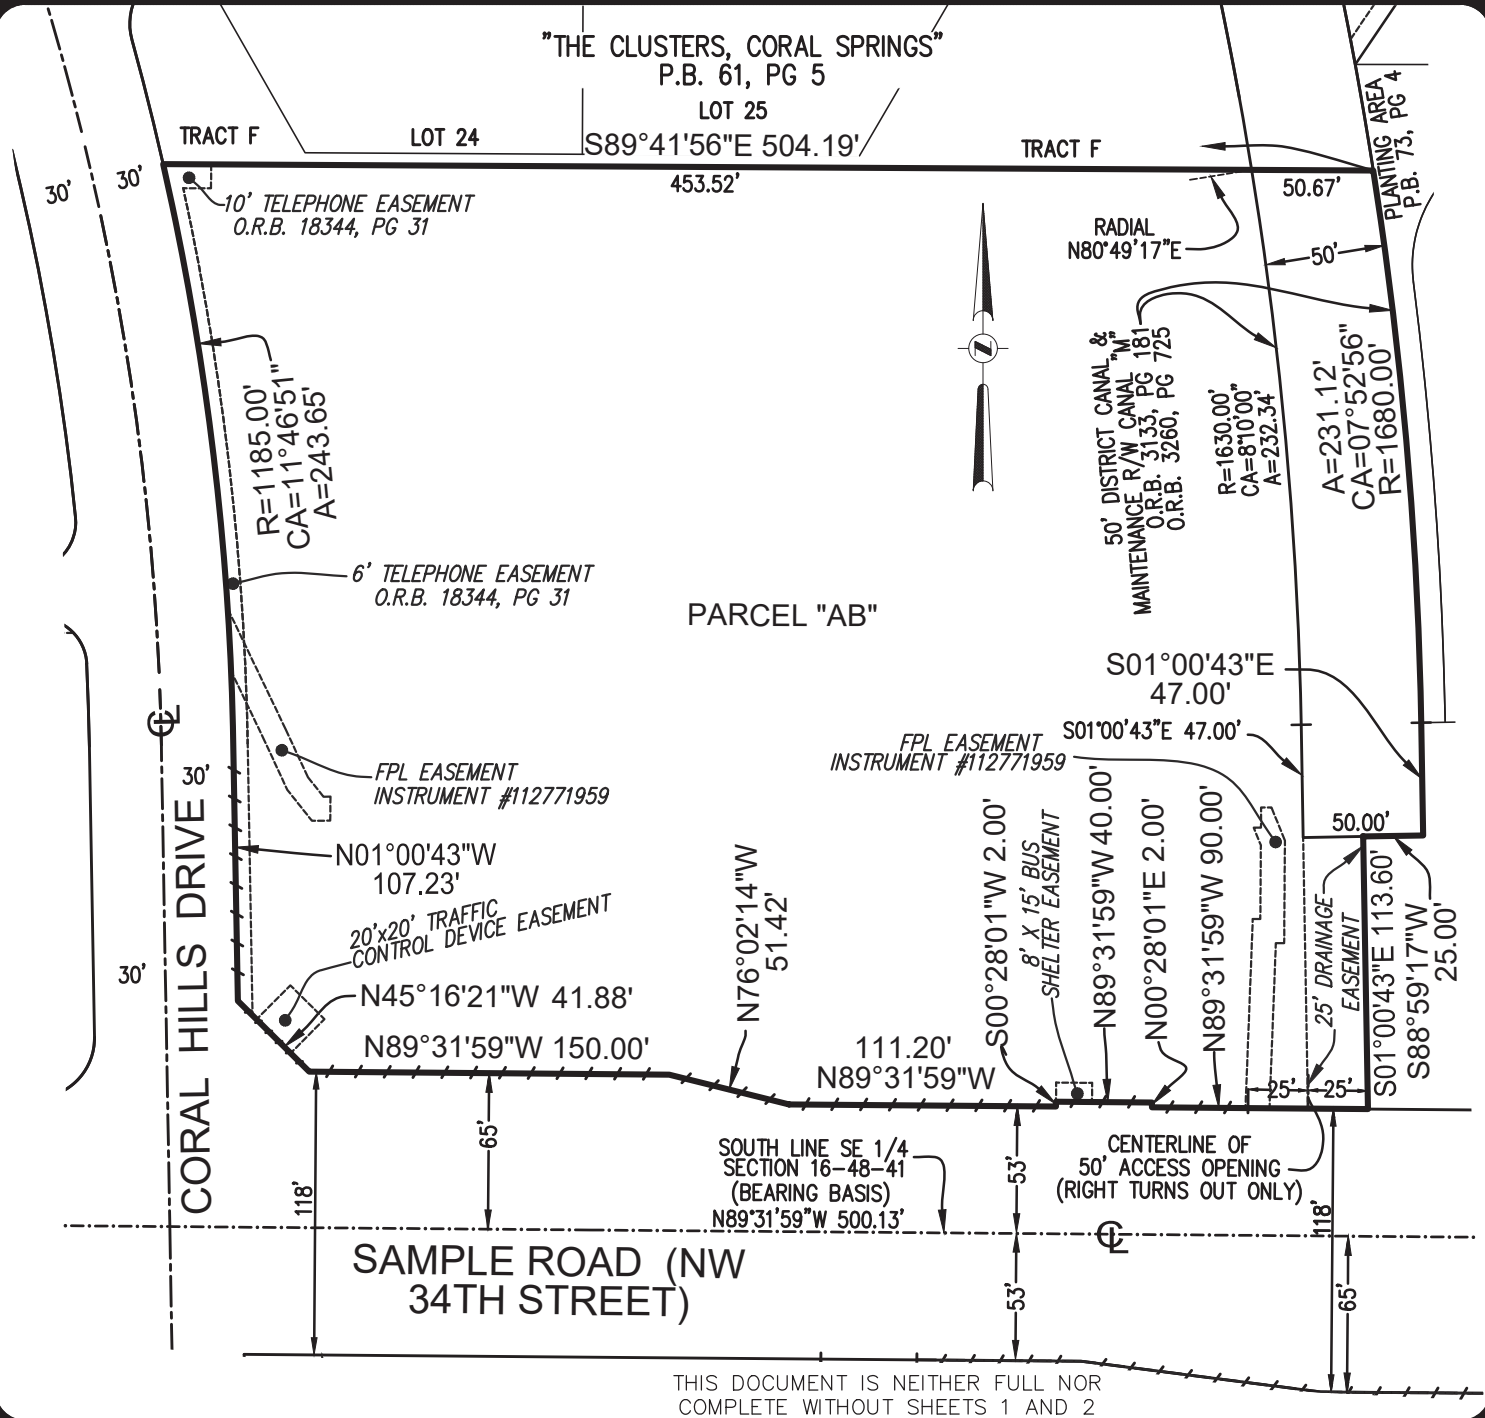 "THE CLUSTERS, CORAL SPRINGS"
P.B. 61, PG 5
LOT 25
TRACT F
LOT 24
S89°41'56"E 504.19'
TRACT F
453.52'
50.67'
30'
30'
PLANTING AREA
P.B. 73, PG 4
10' TELEPHONE EASEMENT
O.R.B. 18344, PG 31
RADIAL
N80°49'17"E
50'
R=1185.00'
CA=11°46'51"
A=243.65'
50' DISTRICT CANAL &
MAINTENANCE R/W CANAL "M"
O.R.B. 3133, PG 181
O.R.B. 3260, PG 725
R=1630.00'
CA=8°10'00"
A=232.34'
A=231.12'
CA=07°52'56"
R=1680.00'
6' TELEPHONE EASEMENT
O.R.B. 18344, PG 31
PARCEL "AB"
S01°00'43"E
47.00'
S01°00'43"E 47.00'
FPL EASEMENT
INSTRUMENT #112771959
FPL EASEMENT
INSTRUMENT #112771959
30'
CORAL HILLS DRIVE
30'
N01°00'43"W
107.23'
20'x20' TRAFFIC
CONTROL DEVICE EASEMENT
N45°16'21"W 41.88'
N89°31'59"W 150.00'
N76°02'14"W
51.42'
111.20'
N89°31'59"W
S00°28'01"W 2.00'
8' X 15' BUS
SHELTER EASEMENT
N89°31'59"W 40.00'
N00°28'01"E 2.00'
N89°31'59"W 90.00'
50.00'
25' DRAINAGE
EASEMENT
S01°00'43"E 113.60'
S88°59'17"W
25.00'
25'
25'
65'
118'
SOUTH LINE SE 1/4
SECTION 16-48-41
(BEARING BASIS)
N89°31'59"W 500.13'
53'
CENTERLINE OF
50' ACCESS OPENING
(RIGHT TURNS OUT ONLY)
118'
SAMPLE ROAD (NW
34TH STREET)
53'
65'
THIS DOCUMENT IS NEITHER FULL NOR
COMPLETE WITHOUT SHEETS 1 AND 2